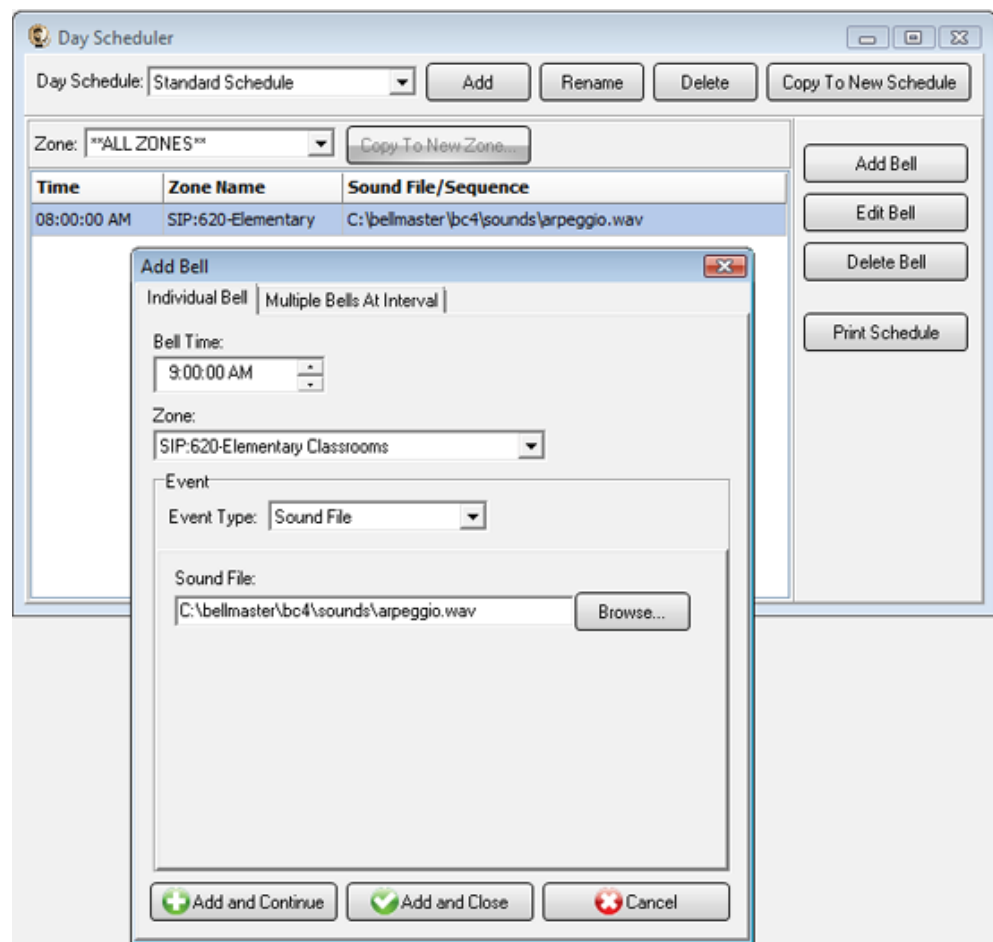 Day Scheduler
Day Schedule: Standard Schedule Add Rename Delete Copy To New Schedule
Zone: **ALL ZONES** Copy To New Zone...
Time Zone Name Sound File/Sequence
08:00:00 AM SIP:620-Elementary C:\bellmaster\bc4\sounds\arpeggio.wav
Add Bell
Edit Bell
Delete Bell
Print Schedule
Add Bell
Individual Bell Multiple Bells At Interval
Bell Time:
9:00:00 AM
Zone:
SIP:620-Elementary Classrooms
Event
Event Type: Sound File
Sound File:
C:\bellmaster\bc4\sounds\arpeggio.wav Browse...
Add and Continue Add and Close Cancel